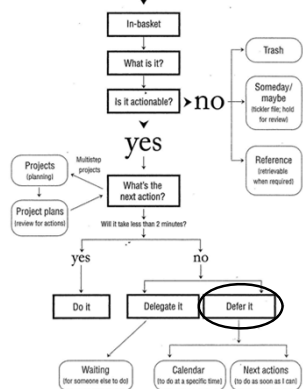 In-basket
What is it?
Is it actionable?
no
Trash
Someday/
maybe
(tickler file; hold
for review)
Reference
(retrievable
when required)
yes
Projects
(planning)
Multistep
projects
What's the
next action?
Project plans
(review for actions)
Will it take less than 2 minutes?
yes
no
Do it
Delegate it
Defer it
Waiting
(for someone else to do)
Calendar
(to do at a specific time)
Next actions
(to do as soon as I can)